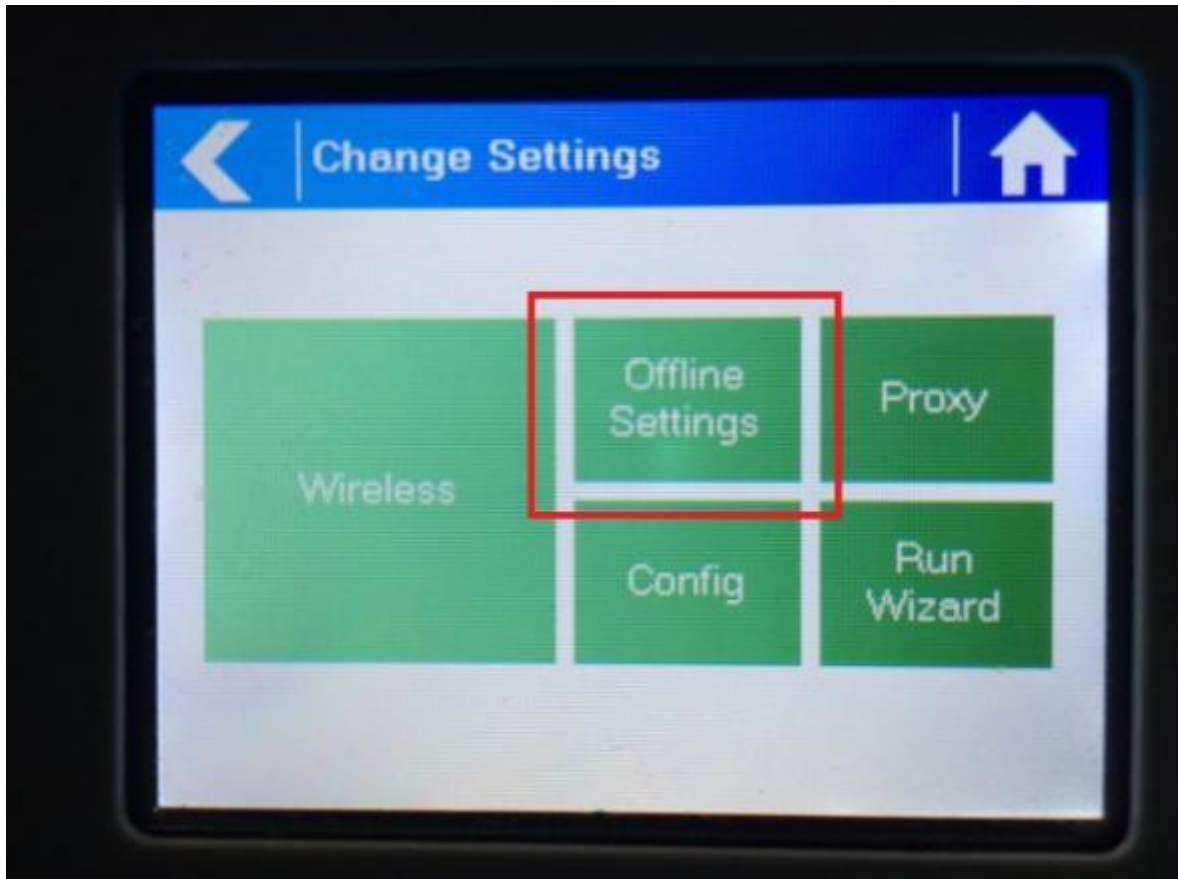 Change Settings
Wireless
Offline
Settings
Proxy
Config
Run
Wizard